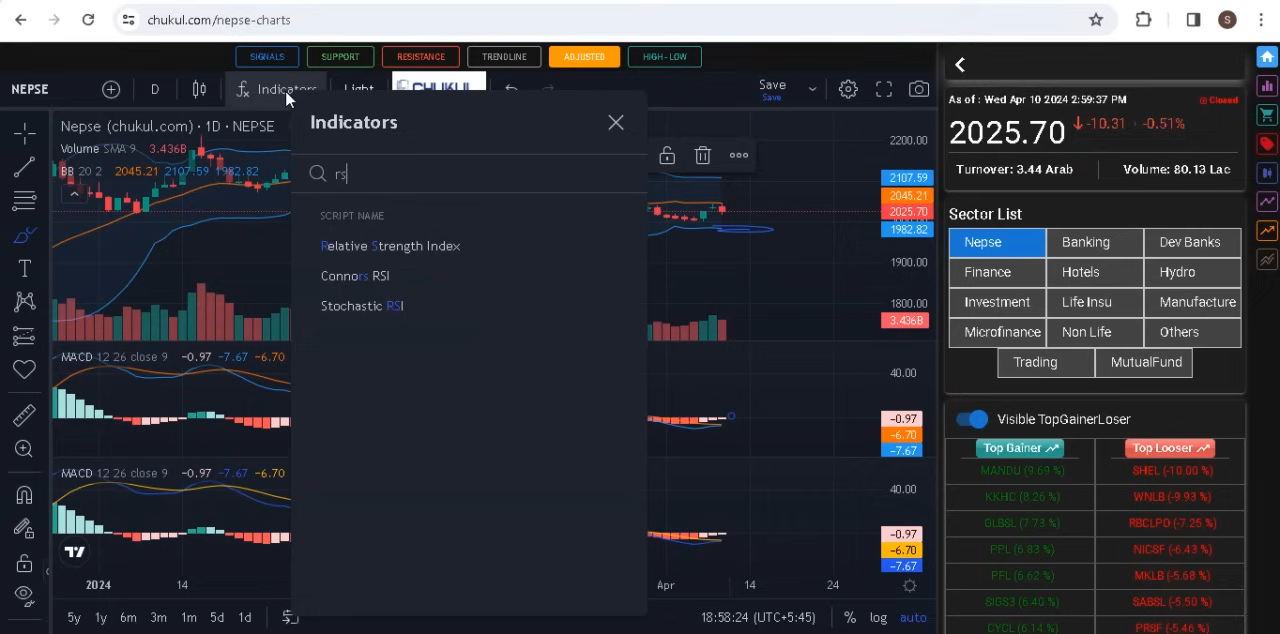 chukul.com/nepse-charts
S
SIGNALS SUPPORT RESISTANCE TRENDLINE ADJUSTED HIGH-LOW
NEPSE D Indicators Light CHUKUL Save
Save
Nepse (chukul.com) · 1D · NEPSE
Volume SMA 9 3.436B
BB 20 2 2045.21 2107.59 1982.82
Indicators
rs
SCRIPT NAME
Relative Strength Index
Connors RSI
Stochastic RSI
2200.00
2107.59
2045.21
2025.70
1982.82
1900.00
1800.00
3.436B
MACD 12 26 close 9 −0.97 −7.67 −6.70
40.00
−0.97
−6.70
−7.67
MACD 12 26 close 9 −0.97 −7.67 −6.70
40.00
−0.97
−6.70
−7.67
2024 14 Apr 14 24
5y 1y 6m 3m 1m 5d 1d 18:58:24 (UTC+5:45) % log auto
As of : Wed Apr 10 2024 2:59:37 PM Closed
2025.70 -10.31 -0.51%
Turnover: 3.44 Arab Volume: 80.13 Lac
Sector List
Nepse Banking Dev Banks
Finance Hotels Hydro
Investment Life Insu Manufacture
Microfinance Non Life Others
Trading MutualFund
Visible TopGainerLoser
Top Gainer Top Looser
MANDU (9.69 %) SHEL (-10.00 %)
KKHC (8.26 %) WNLB (-9.93 %)
GLBSL (7.73 %) RBCLPD (-7.25 %)
PPL (6.83 %) NICSF (-6.43 %)
PFL (6.62 %) MKLB (-5.68 %)
SIGS3 (6.40 %) SABSL (-5.50 %)
CYCL (6.14 %) PRSF (-5.46 %)